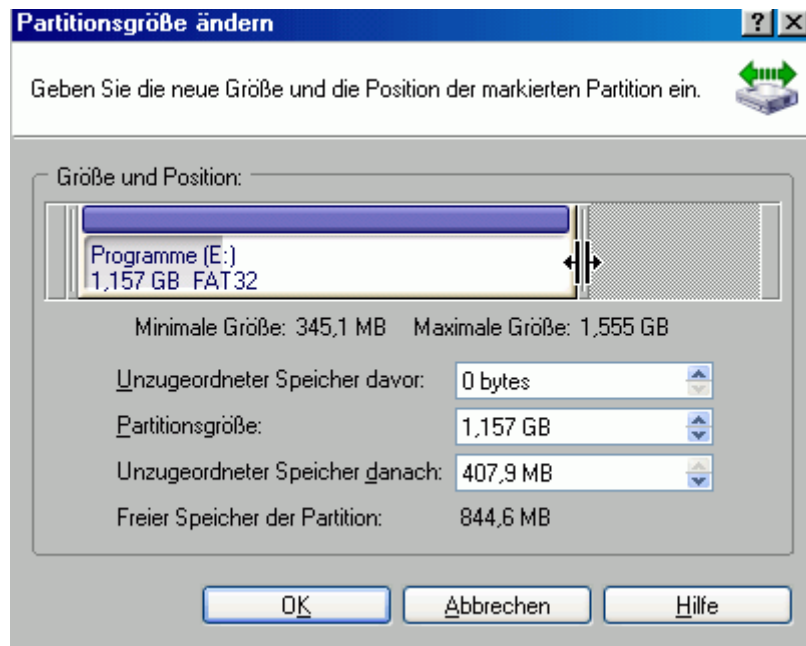 Partitionsgröße ändern
Geben Sie die neue Größe und die Position der markierten Partition ein.
Größe und Position:
Programme (E:)
1,157 GB FAT32
Minimale Größe: 345,1 MB Maximale Größe: 1,555 GB
Unzugeordneter Speicher davor: 0 bytes
Partitionsgröße: 1,157 GB
Unzugeordneter Speicher danach: 407,9 MB
Freier Speicher der Partition: 844,6 MB
OK Abbrechen Hilfe